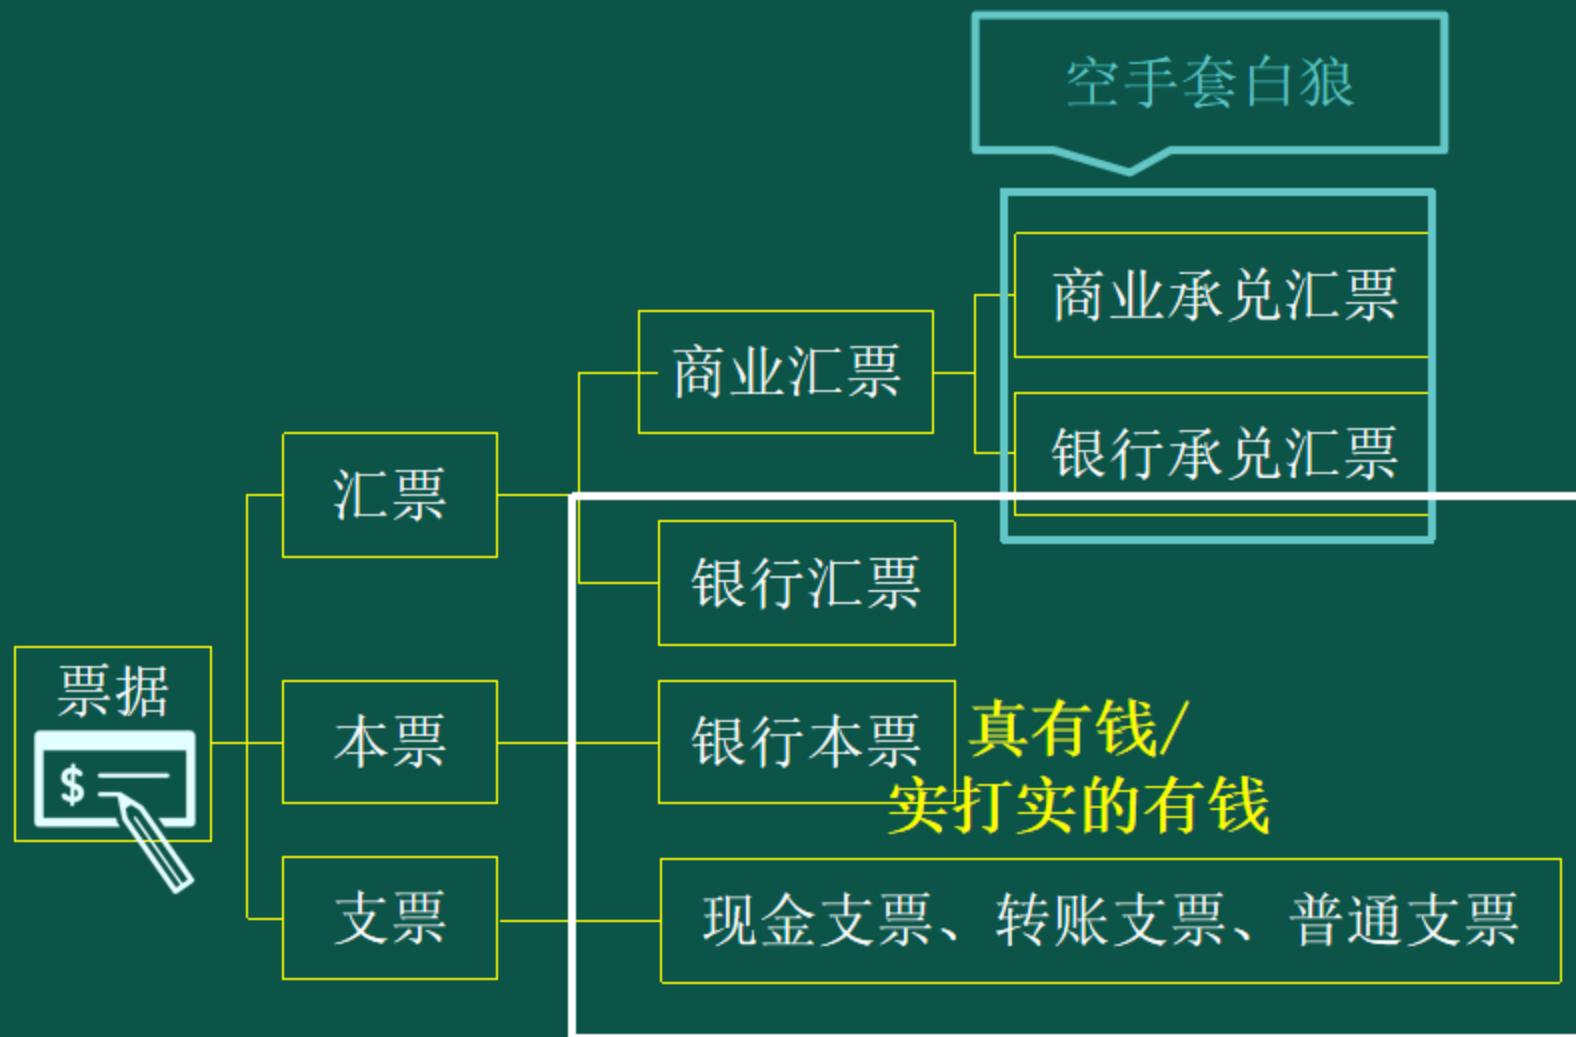 空手套白狼
商业承兑汇票
商业汇票
银行承兑汇票
汇票
银行汇票
票据
$
本票
银行本票
真有钱/
实打实的有钱
支票
现金支票、转账支票、普通支票